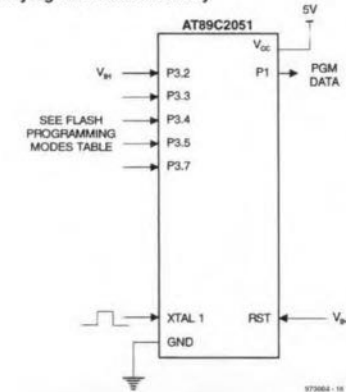 AT89C2051
5V
VCC
VIH
P3.2
P1
PGM
DATA
P3.3
SEE FLASH
PROGRAMMING
MODES TABLE
P3.4
P3.5
P3.7
XTAL 1
RST
GND